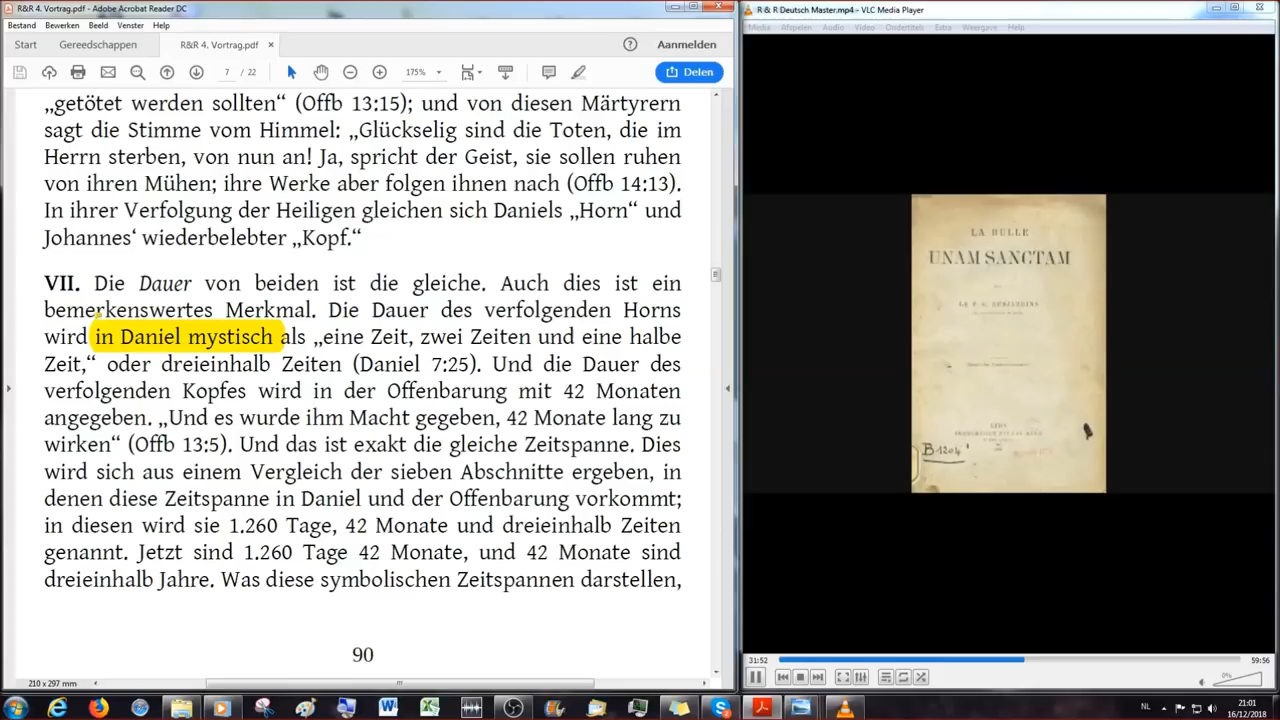 R&R 4. Vortrag.pdf - Adobe Acrobat Reader DC
Bestand Bewerken Beeld Venster Help
Start Gereedschappen R&R 4. Vortrag.pdf × Aanmelden
7 / 22 175% Delen
„getötet werden sollten“ (Offb 13:15); und von diesen Märtyrern
sagt die Stimme vom Himmel: „Glückselig sind die Toten, die im
Herrn sterben, von nun an! Ja, spricht der Geist, sie sollen ruhen
von ihren Mühen; ihre Werke aber folgen ihnen nach (Offb 14:13).
In ihrer Verfolgung der Heiligen gleichen sich Daniels „Horn“ und
Johannes‘ wiederbelebter „Kopf.“
VII. Die Dauer von beiden ist die gleiche. Auch dies ist ein
bemerkenswertes Merkmal. Die Dauer des verfolgenden Horns
wird in Daniel mystisch als „eine Zeit, zwei Zeiten und eine halbe
Zeit,“ oder dreieinhalb Zeiten (Daniel 7:25). Und die Dauer des
verfolgenden Kopfes wird in der Offenbarung mit 42 Monaten
angegeben. „Und es wurde ihm Macht gegeben, 42 Monate lang zu
wirken“ (Offb 13:5). Und das ist exakt die gleiche Zeitspanne. Dies
wird sich aus einem Vergleich der sieben Abschnitte ergeben, in
denen diese Zeitspanne in Daniel und der Offenbarung vorkommt;
in diesen wird sie 1.260 Tage, 42 Monate und dreieinhalb Zeiten
genannt. Jetzt sind 1.260 Tage 42 Monate, und 42 Monate sind
dreieinhalb Jahre. Was diese symbolischen Zeitspannen darstellen,
90
210 x 297 mm
R & R Deutsch Master.mp4 - VLC Media Player
Media Afspelen Audio Video Ondertitels Extra Weergave Help
LA BULLE
UNAM SANCTAM
LE P. G. DESJARDINS
B 1204
31:52 59:56
0%
NL 21:01
16/12/2018